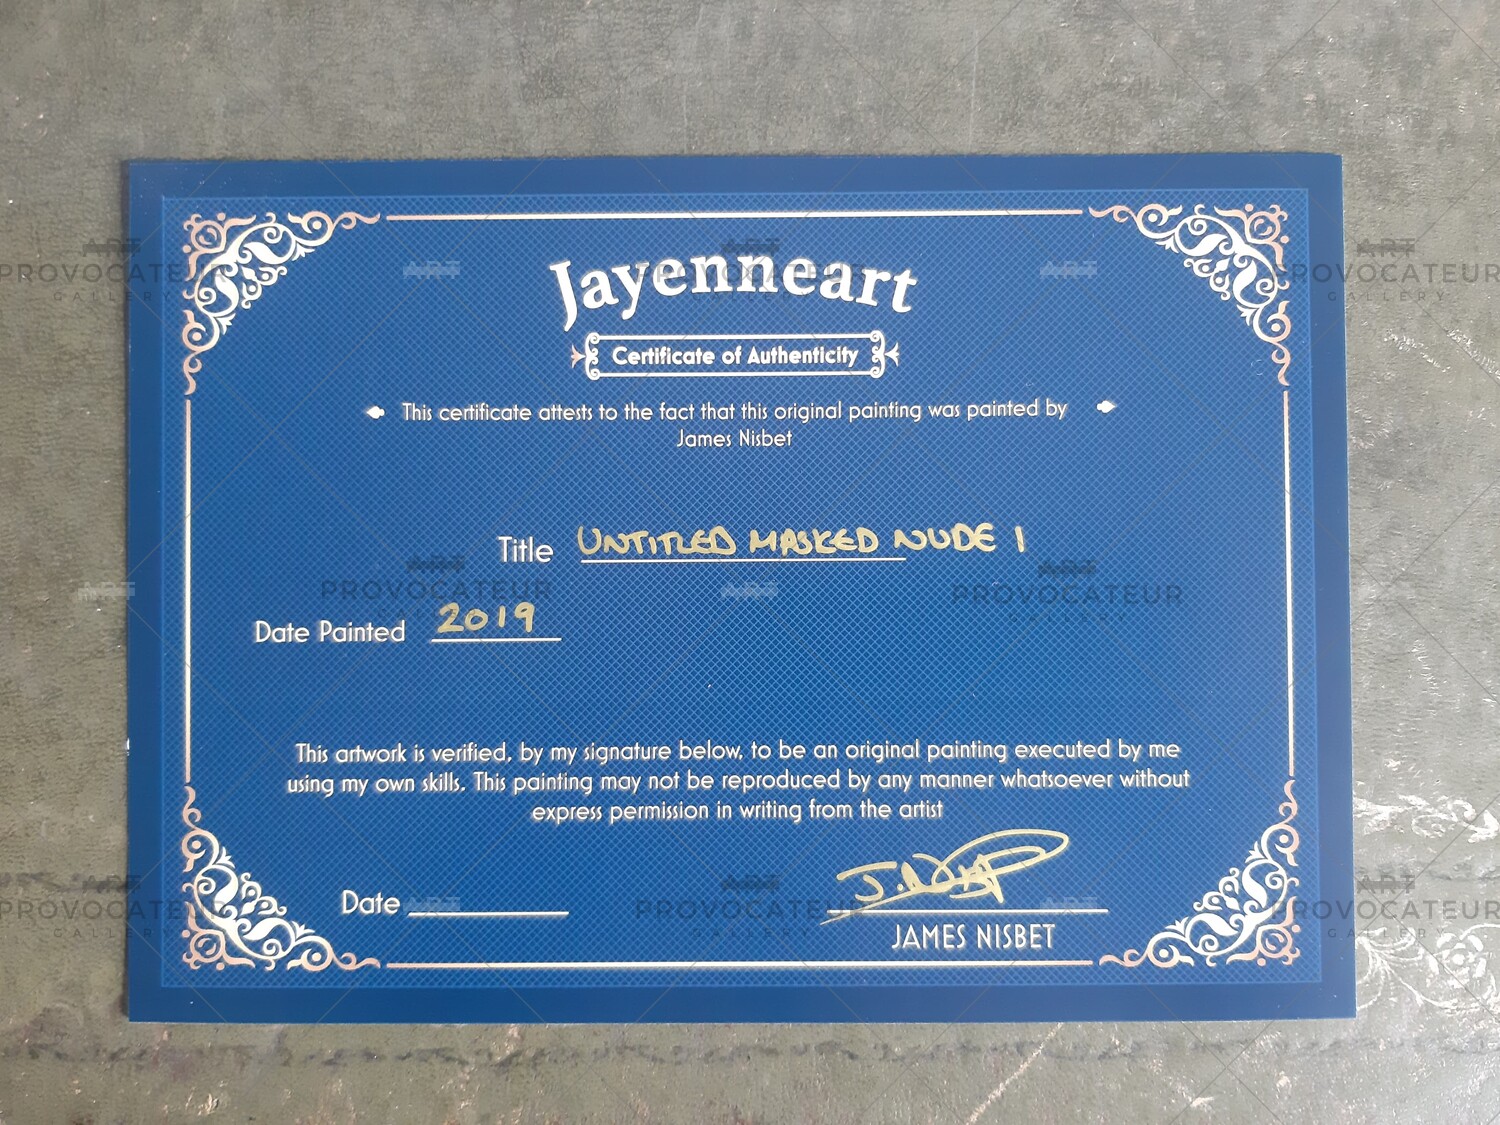 Jayenneart
Certificate of Authenticity
This certificate attests to the fact that this original painting was painted by
James Nisbet
Title UNTITLED MASKED NUDE 1
Date Painted 2019
This artwork is verified, by my signature below, to be an original painting executed by me
using my own skills. This painting may not be reproduced by any manner whatsoever without
express permission in writing from the artist
Date
JAMES NISBET
ART
PROVOCATEUR
GALLERY